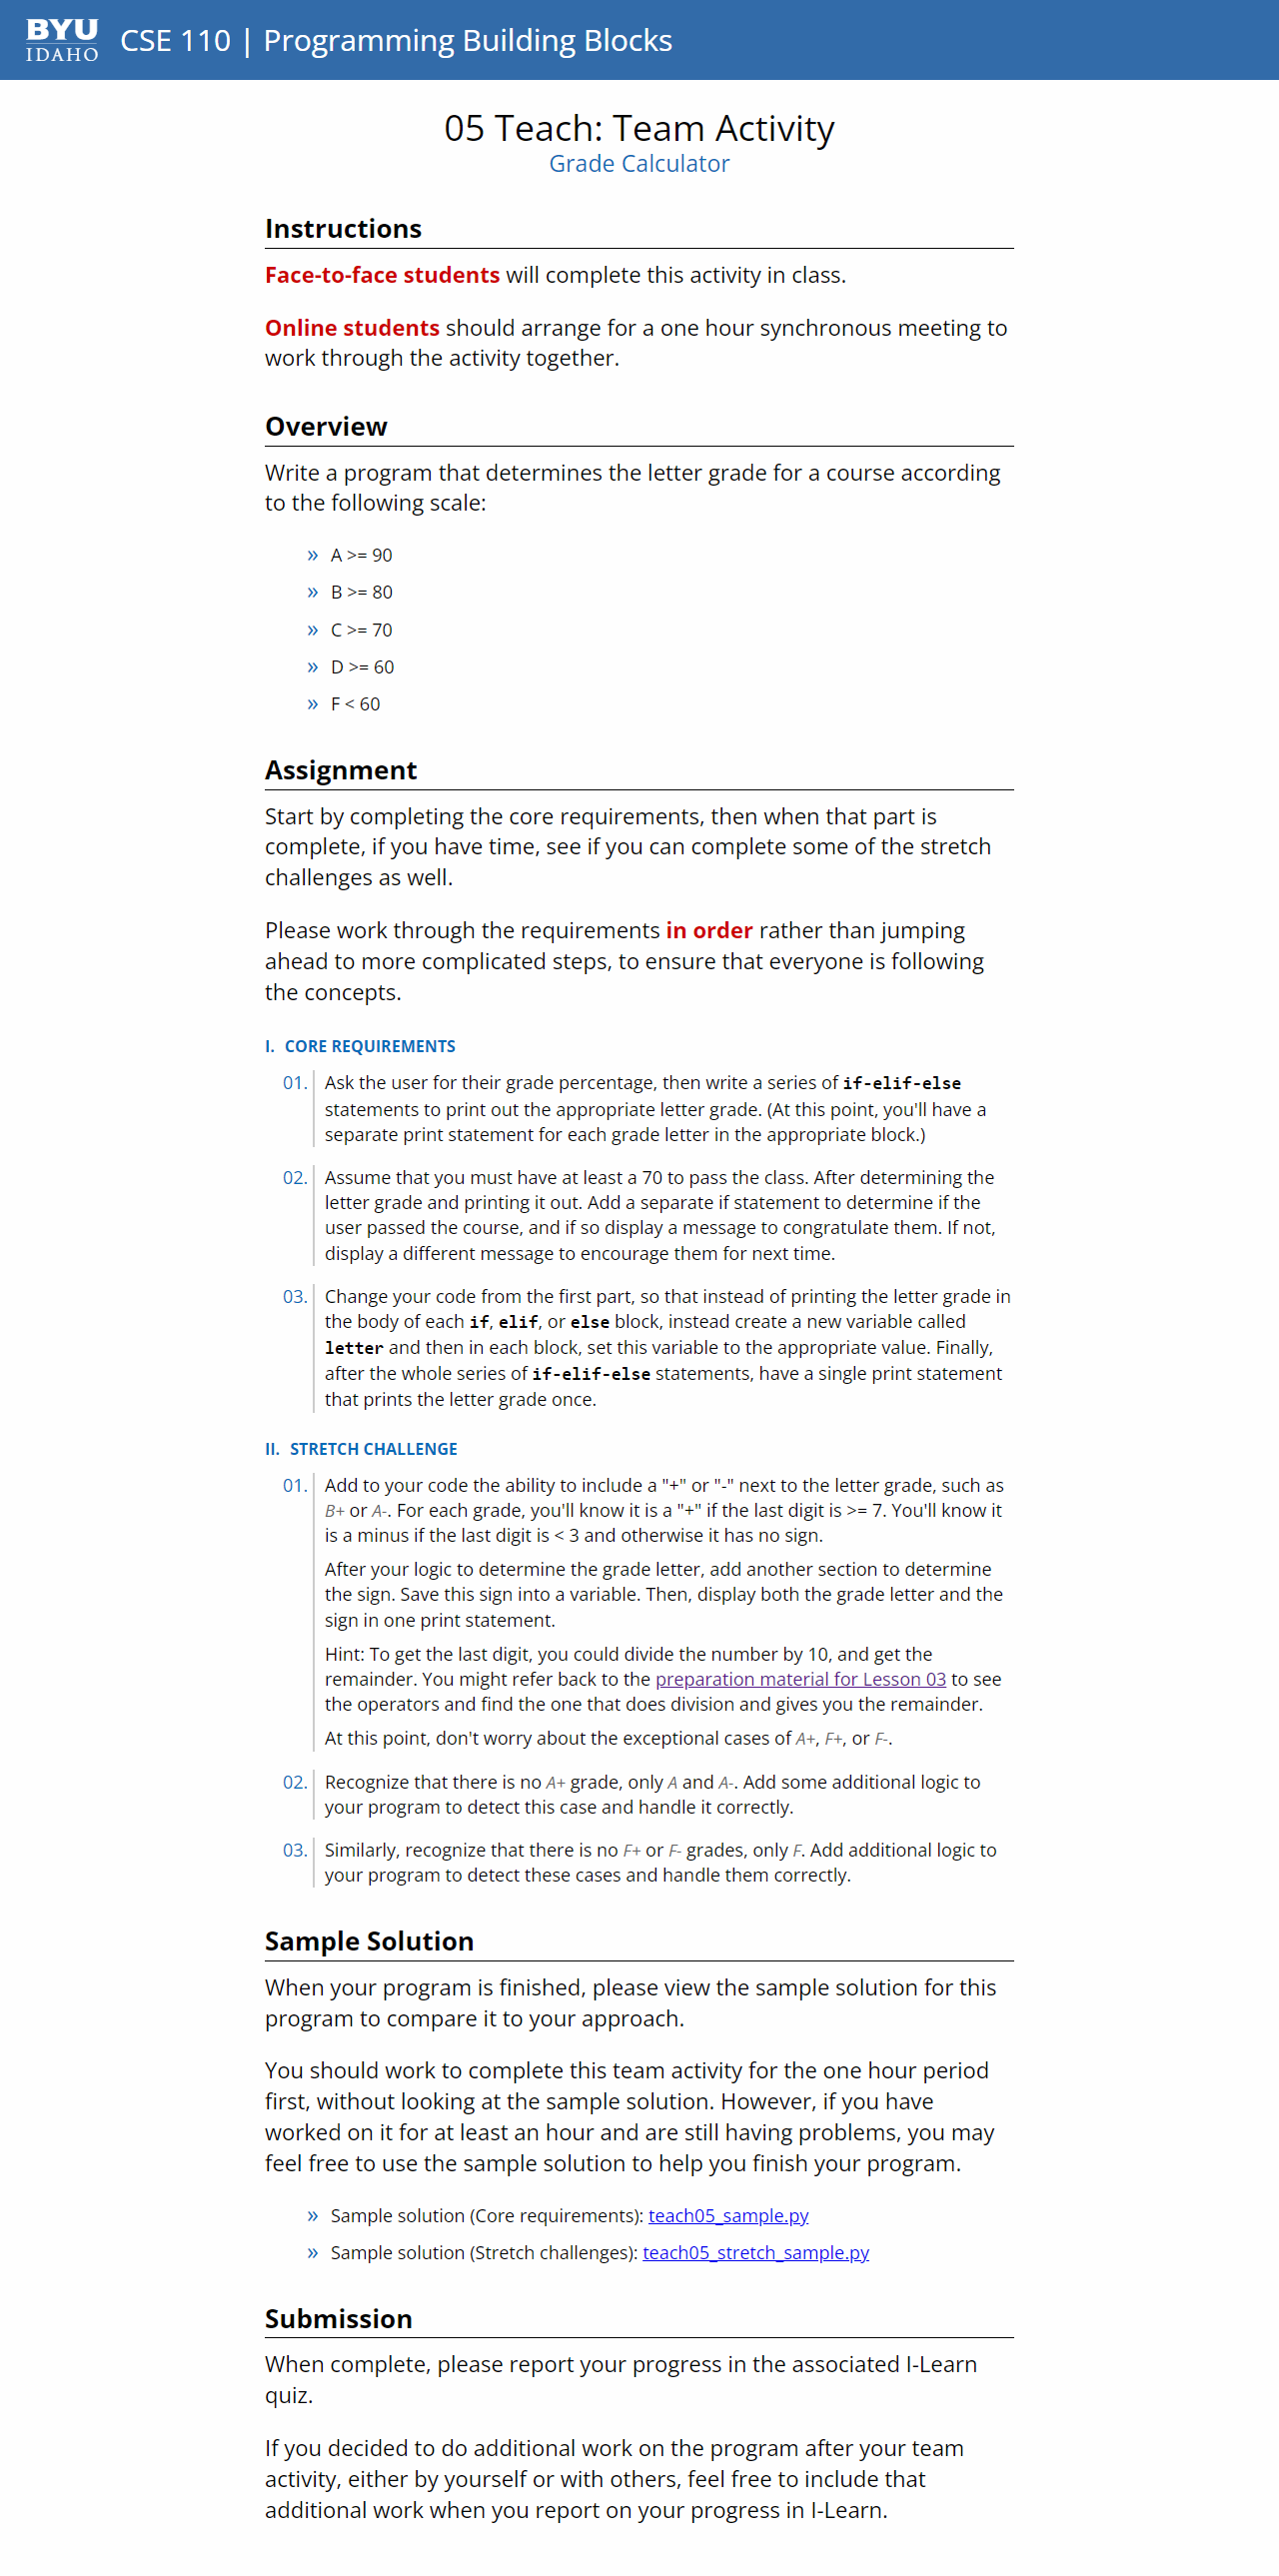 BYU
IDAHO
CSE 110 | Programming Building Blocks
05 Teach: Team Activity
Grade Calculator
Instructions
Face-to-face students will complete this activity in class.
Online students should arrange for a one hour synchronous meeting to
work through the activity together.
Overview
Write a program that determines the letter grade for a course according
to the following scale:
» A >= 90
» B >= 80
» C >= 70
» D >= 60
» F < 60
Assignment
Start by completing the core requirements, then when that part is
complete, if you have time, see if you can complete some of the stretch
challenges as well.
Please work through the requirements in order rather than jumping
ahead to more complicated steps, to ensure that everyone is following
the concepts.
I. CORE REQUIREMENTS
01. Ask the user for their grade percentage, then write a series of if-elif-else
statements to print out the appropriate letter grade. (At this point, you'll have a
separate print statement for each grade letter in the appropriate block.)
02. Assume that you must have at least a 70 to pass the class. After determining the
letter grade and printing it out. Add a separate if statement to determine if the
user passed the course, and if so display a message to congratulate them. If not,
display a different message to encourage them for next time.
03. Change your code from the first part, so that instead of printing the letter grade in
the body of each if, elif, or else block, instead create a new variable called
letter and then in each block, set this variable to the appropriate value. Finally,
after the whole series of if-elif-else statements, have a single print statement
that prints the letter grade once.
II. STRETCH CHALLENGE
01. Add to your code the ability to include a "+" or "-" next to the letter grade, such as
B+ or A-. For each grade, you'll know it is a "+" if the last digit is >= 7. You'll know it
is a minus if the last digit is < 3 and otherwise it has no sign.
After your logic to determine the grade letter, add another section to determine
the sign. Save this sign into a variable. Then, display both the grade letter and the
sign in one print statement.
Hint: To get the last digit, you could divide the number by 10, and get the
remainder. You might refer back to the preparation material for Lesson 03 to see
the operators and find the one that does division and gives you the remainder.
At this point, don't worry about the exceptional cases of A+, F+, or F-.
02. Recognize that there is no A+ grade, only A and A-. Add some additional logic to
your program to detect this case and handle it correctly.
03. Similarly, recognize that there is no F+ or F- grades, only F. Add additional logic to
your program to detect these cases and handle them correctly.
Sample Solution
When your program is finished, please view the sample solution for this
program to compare it to your approach.
You should work to complete this team activity for the one hour period
first, without looking at the sample solution. However, if you have
worked on it for at least an hour and are still having problems, you may
feel free to use the sample solution to help you finish your program.
» Sample solution (Core requirements): teach05_sample.py
» Sample solution (Stretch challenges): teach05_stretch_sample.py
Submission
When complete, please report your progress in the associated I-Learn
quiz.
If you decided to do additional work on the program after your team
activity, either by yourself or with others, feel free to include that
additional work when you report on your progress in I-Learn.